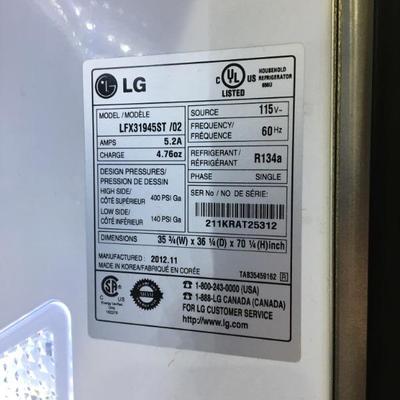 LG
C UL US
LISTED
HOUSEHOLD
REFRIGERATOR
MODEL / MODÈLE
LFX31945ST /02
AMPS 5.2A
CHARGE 4.76oz
DESIGN PRESSURES/
PRESSION DE DESSIN
HIGH SIDE/
CÔTÉ SUPÉRIEUR 400 PSI Ga
LOW SIDE/
CÔTÉ INFÉRIEUR 140 PSI Ga
SOURCE 115V~
FREQUENCY/
FRÉQUENCY 60Hz
REFRIGERANT /
RÉFRIGÉRANT R134a
PHASE SINGLE
SER NO / NO DE SÉRIE:
211KRAT25312
DIMENSIONS 35 ¾(W) x 36 ¼(D) x 70 ¼(H)inch
MANUFACTURED : 2012.11
MADE IN KOREA/FABRIQUÉ EN CORÉE
1-800-243-0000 (USA)
1-888-LG CANADA (CANADA)
FOR LG CUSTOMER SERVICE
http://www.lg.com